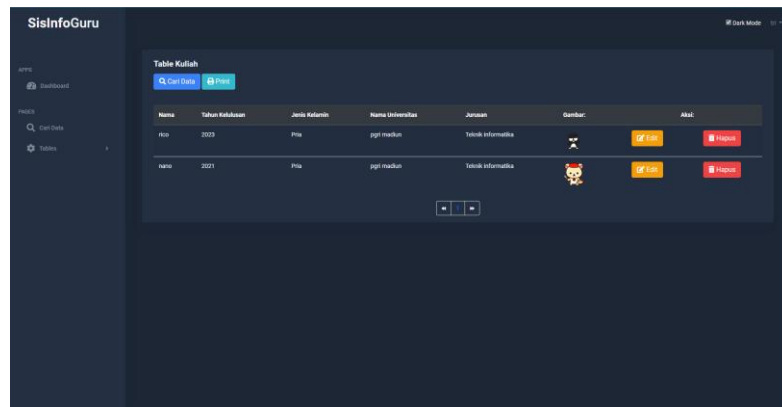 SisInfoGuru
Dark Mode
APPS
Dashboard
PAGES
Cari Data
Tables
Table Kuliah
Cari Data Print
Nama Tahun Kelulusan Jenis Kelamin Nama Universitas Jurusan Gambar: Aksi:
rico 2023 Pria pgri madiun Teknik informatika Edit Hapus
nano 2021 Pria pgri madiun Teknik informatika Edit Hapus
1